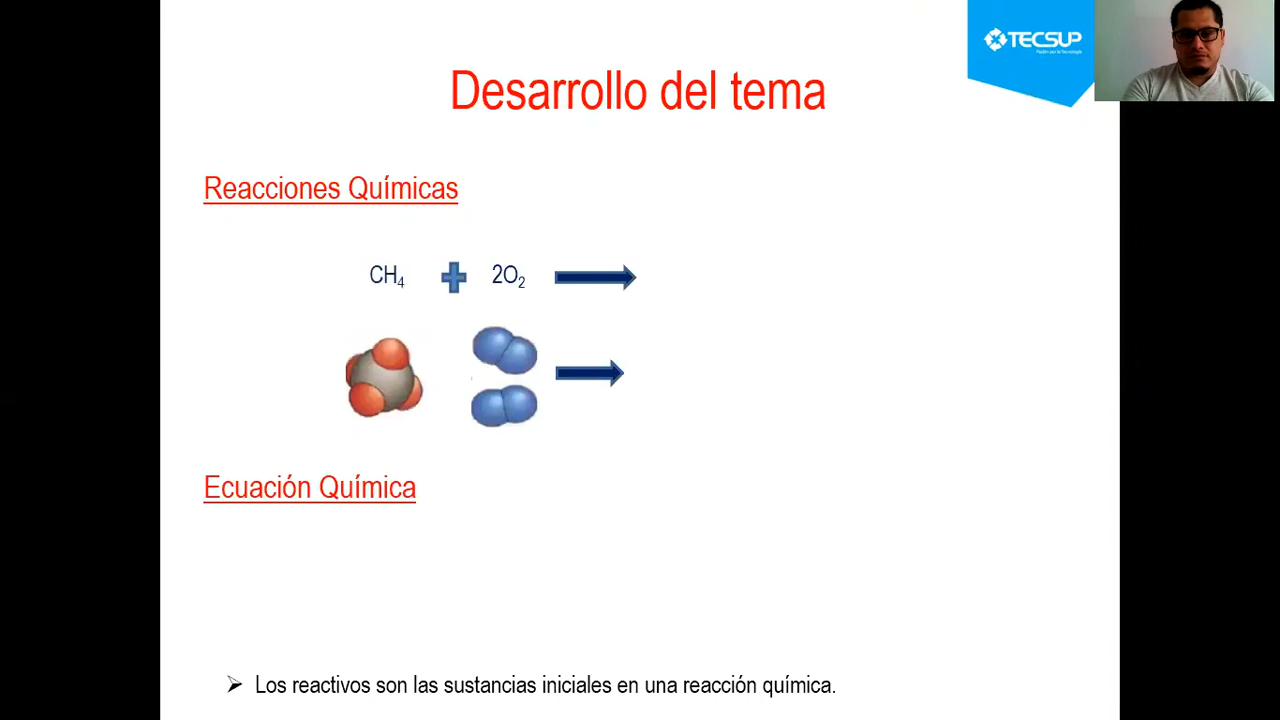 TECSUP
Desarrollo del tema
Reacciones Químicas
CH₄ + 2O₂
Ecuación Química
➢ Los reactivos son las sustancias iniciales en una reacción química.